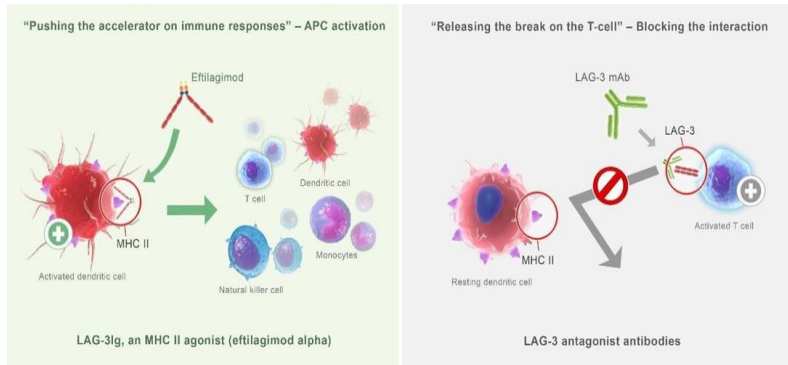 “Pushing the accelerator on immune responses” – APC activation
Eftilagimod
T cell
Dendritic cell
MHC II
Monocytes
Activated dendritic cell
Natural killer cell
LAG-3Ig, an MHC II agonist (eftilagimod alpha)
“Releasing the break on the T-cell” – Blocking the interaction
LAG-3 mAb
LAG-3
Activated T cell
MHC II
Resting dendritic cell
LAG-3 antagonist antibodies